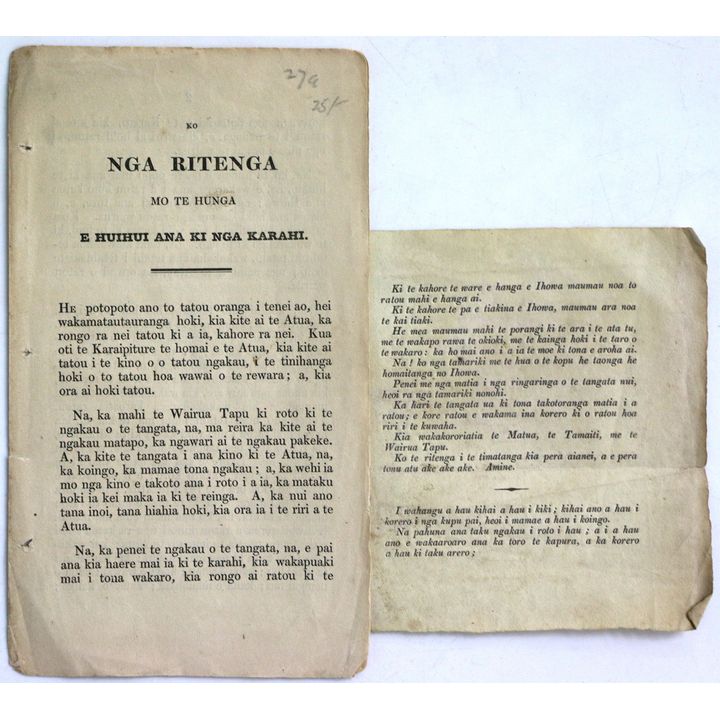 27a
25/-
KO
NGA RITENGA
MO TE HUNGA
E HUIHUI ANA KI NGA KARAHI.
HE potopoto ano to tatou oranga i tenei ao, hei
wakamatautauranga hoki, kia kite ai te Atua, ka
rongo ra nei tatou ki a ia, kahore ra nei. Kua
oti te Karaipiture te homai e te Atua, kia kite ai
tatou i te kino o o tatou ngakau, i te tinihanga
hoki o to tatou hoa wawai o te rewara; a, kia
ora ai hoki tatou.
Na, ka mahi te Wairua Tapu ki roto ki te
ngakau o te tangata, na, ma reira ka kite ai te
ngakau matapo, ka ngawari ai te ngakau pakeke.
A, ka kite te tangata i ana kino ki te Atua, na,
ka koingo, ka mamae tona ngakau; a, ka wehi ia
mo nga kino e takoto ana i roto i a ia, ka mataku
hoki ia kei maka ia ki te reinga. A, ka nui ano
tana inoi, tana hiahia hoki, kia ora ia i te riri a te
Atua.
Na, ka penei te ngakau o te tangata, na, e pai
ana kia haere mai ia ki te karahi, kia wakapuaki
mai i tona wakaro, kia rongo ai ratou ki te
Ki te kahore te ware e hanga e Ihowa maumau noa to
ratou mahi e hanga ai.
Ki te kahore te pa e tiakina e Ihowa, maumau ara noa
te kai tiaki.
He mea maumau mahi te porangi ki te ara i te ata tu,
me te wakapo rawa te okioki, me te kainga hoki i te taro o
te wakaro: ka ho mai ano i a ia te moe ki tona e aroha ai.
Na! ko nga tamariki me te hua o te kopu he taonga he
homaitanga no Ihowa.
Penei me nga matia i nga ringaringa o te tangata nui,
heoi ra nga tamariki nonohi.
Ka hari te tangata ua ki tona takotoranga matia i a
ratou; e kore ratou e wakama ina korero ki o ratou hoa
riri i te kuwaha.
Kia wakakororiatia te Matua, te Tamaiti, me te
Wairua Tapu.
Ko te ritenga i te timatanga kia pera aianei, a e pera
tonu atu ake ake ake. Amine.
I wahangu a hau kihai a hau i kiki; kihai ano a hau i
korero i nga kupu pai, heoi i mamae a hau i koingo.
Na pahuna ana taku ngakau i roto i hau; a i a hau
ano e wakaaroaro ana ka toro te kapura, a ka korero
a hau ki taku arero;